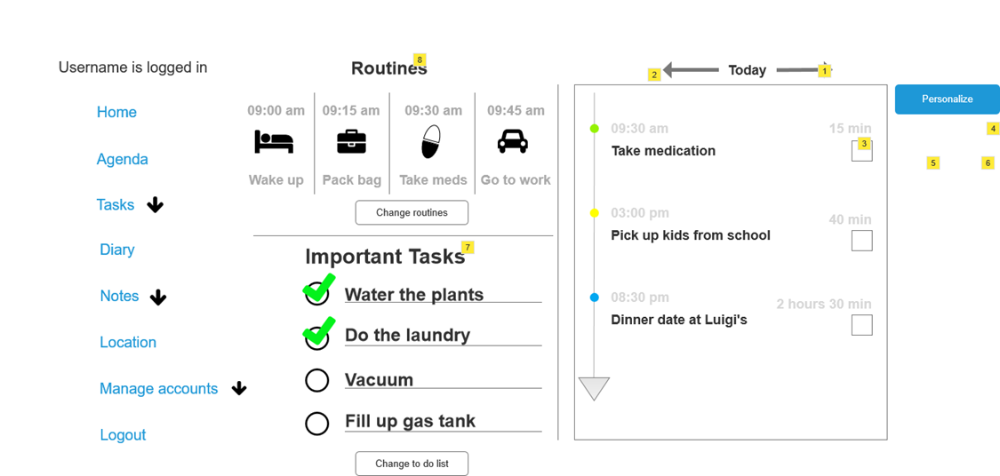 Username is logged in
Home
Agenda
Tasks
Diary
Notes
Location
Manage accounts
Logout
Routines
8
09:00 am 09:15 am 09:30 am 09:45 am
Wake up Pack bag Take meds Go to work
Change routines
Important Tasks
7
Water the plants
Do the laundry
Vacuum
Fill up gas tank
Change to do list
2
Today
1
09:30 am 15 min
Take medication
3
03:00 pm 40 min
Pick up kids from school
08:30 pm 2 hours 30 min
Dinner date at Luigi's
Personalize
4
5 6